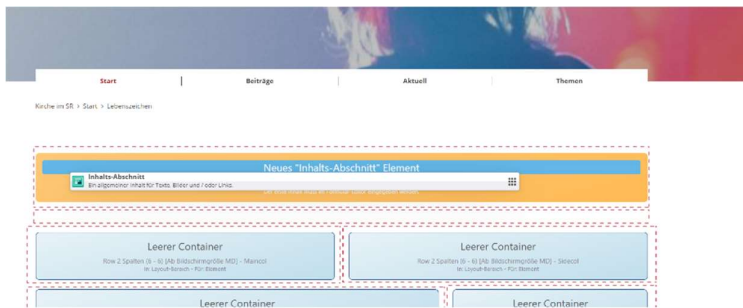 Start
Beiträge
Aktuell
Themen
Kirche im SR > Start > Lebenszeichen
Neues "Inhalts-Abschnitt" Element
Inhalts-Abschnitt
Ein allgemeiner Inhalt für Texte, Bilder und / oder Links.
Leerer Container
Row 2 Spalten (6 - 6) [Ab Bildschirmgröße MD] - Maincol
In: Layout-Bereich - Für: Element
Leerer Container
Row 2 Spalten (6 - 6) [Ab Bildschirmgröße MD] - Sidecol
In: Layout-Bereich - Für: Element
Leerer Container
Leerer Container